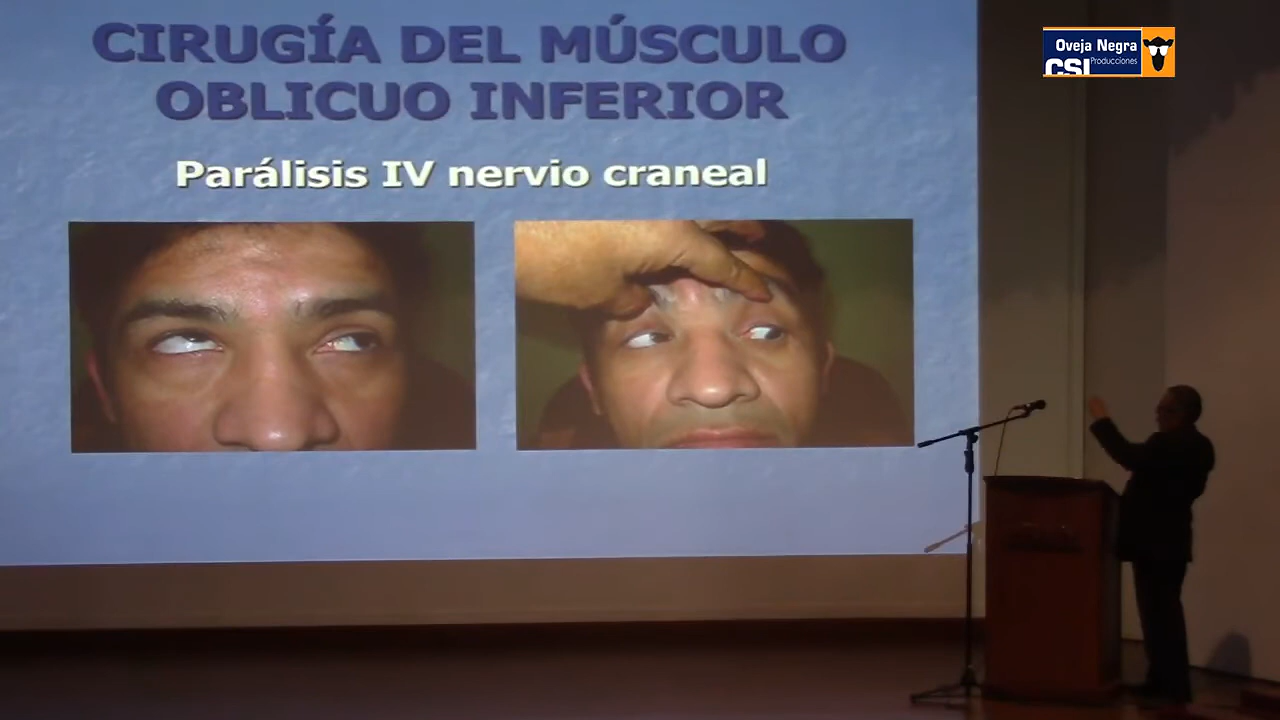 CIRUGÍA DEL MÚSCULO
OBLICUO INFERIOR
Parálisis IV nervio craneal
Oveja Negra
CSI Producciones